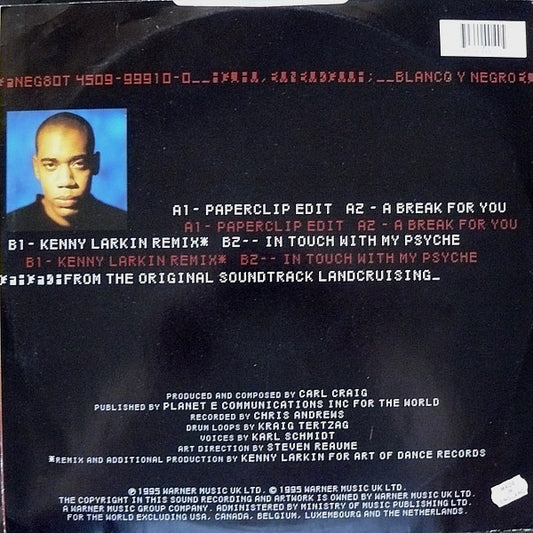 NEG80T 4509-99910-0__ __BLANCO Y NEGRO
A1- PAPERCLIP EDIT A2 - A BREAK FOR YOU
A1- PAPERCLIP EDIT A2 - A BREAK FOR YOU
B1- KENNY LARKIN REMIX* B2-- IN TOUCH WITH MY PSYCHE
B1- KENNY LARKIN REMIX* B2-- IN TOUCH WITH MY PSYCHE
FROM THE ORIGINAL SOUNDTRACK LANDCRUISING_
PRODUCED AND COMPOSED BY CARL CRAIG
PUBLISHED BY PLANET E COMMUNICATIONS INC FOR THE WORLD
RECORDED BY CHRIS ANDREWS
DRUM LOOPS BY KRAIG TERTZAG
VOICES BY KARL SCHMIDT
ART DIRECTION BY STEVEN REAUME
*REMIX AND ADDITIONAL PRODUCTION BY KENNY LARKIN FOR ART OF DANCE RECORDS
℗ 1995 WARNER MUSIC UK LTD. © 1995 WARNER MUSIC UK LTD.
THE COPYRIGHT IN THIS SOUND RECORDING AND ARTWORK IS OWNED BY WARNER MUSIC UK LTD.
A WARNER MUSIC GROUP COMPANY. ADMINISTERED BY MINISTRY OF MUSIC PUBLISHING LTD.
FOR THE WORLD EXCLUDING USA, CANADA, BELGIUM, LUXEMBOURG AND THE NETHERLANDS.